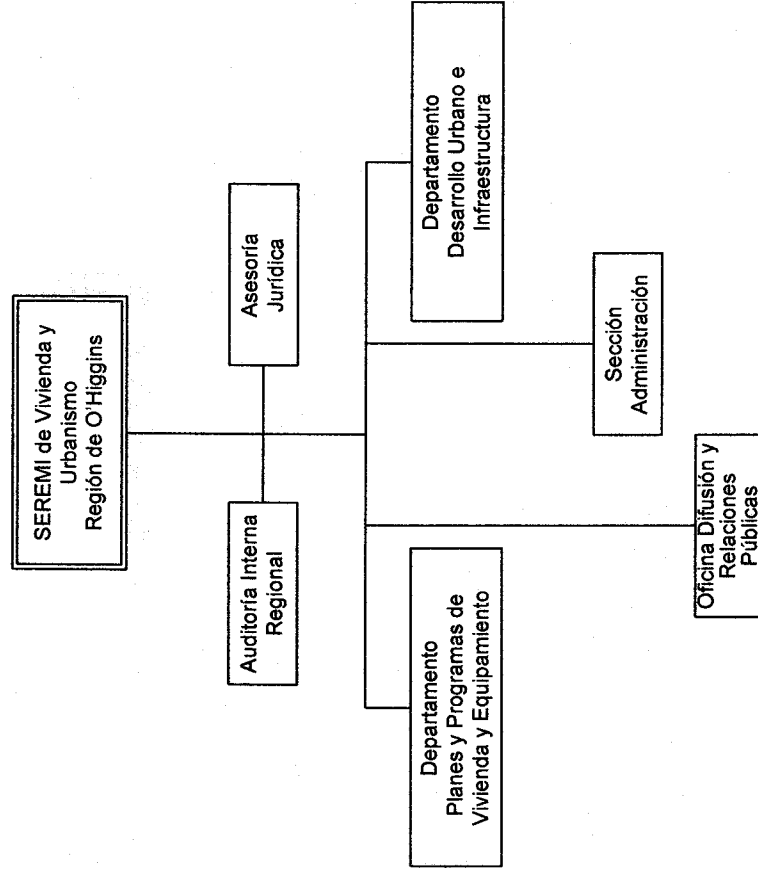 SEREMI de Vivienda y
Urbanismo
Región de O'Higgins
Auditoría Interna
Regional
Asesoría
Jurídica
Departamento
Planes y Programas de
Vivienda y Equipamiento
Departamento
Desarrollo Urbano e
Infraestructura
Sección
Administración
Oficina Difusión y
Relaciones
Públicas